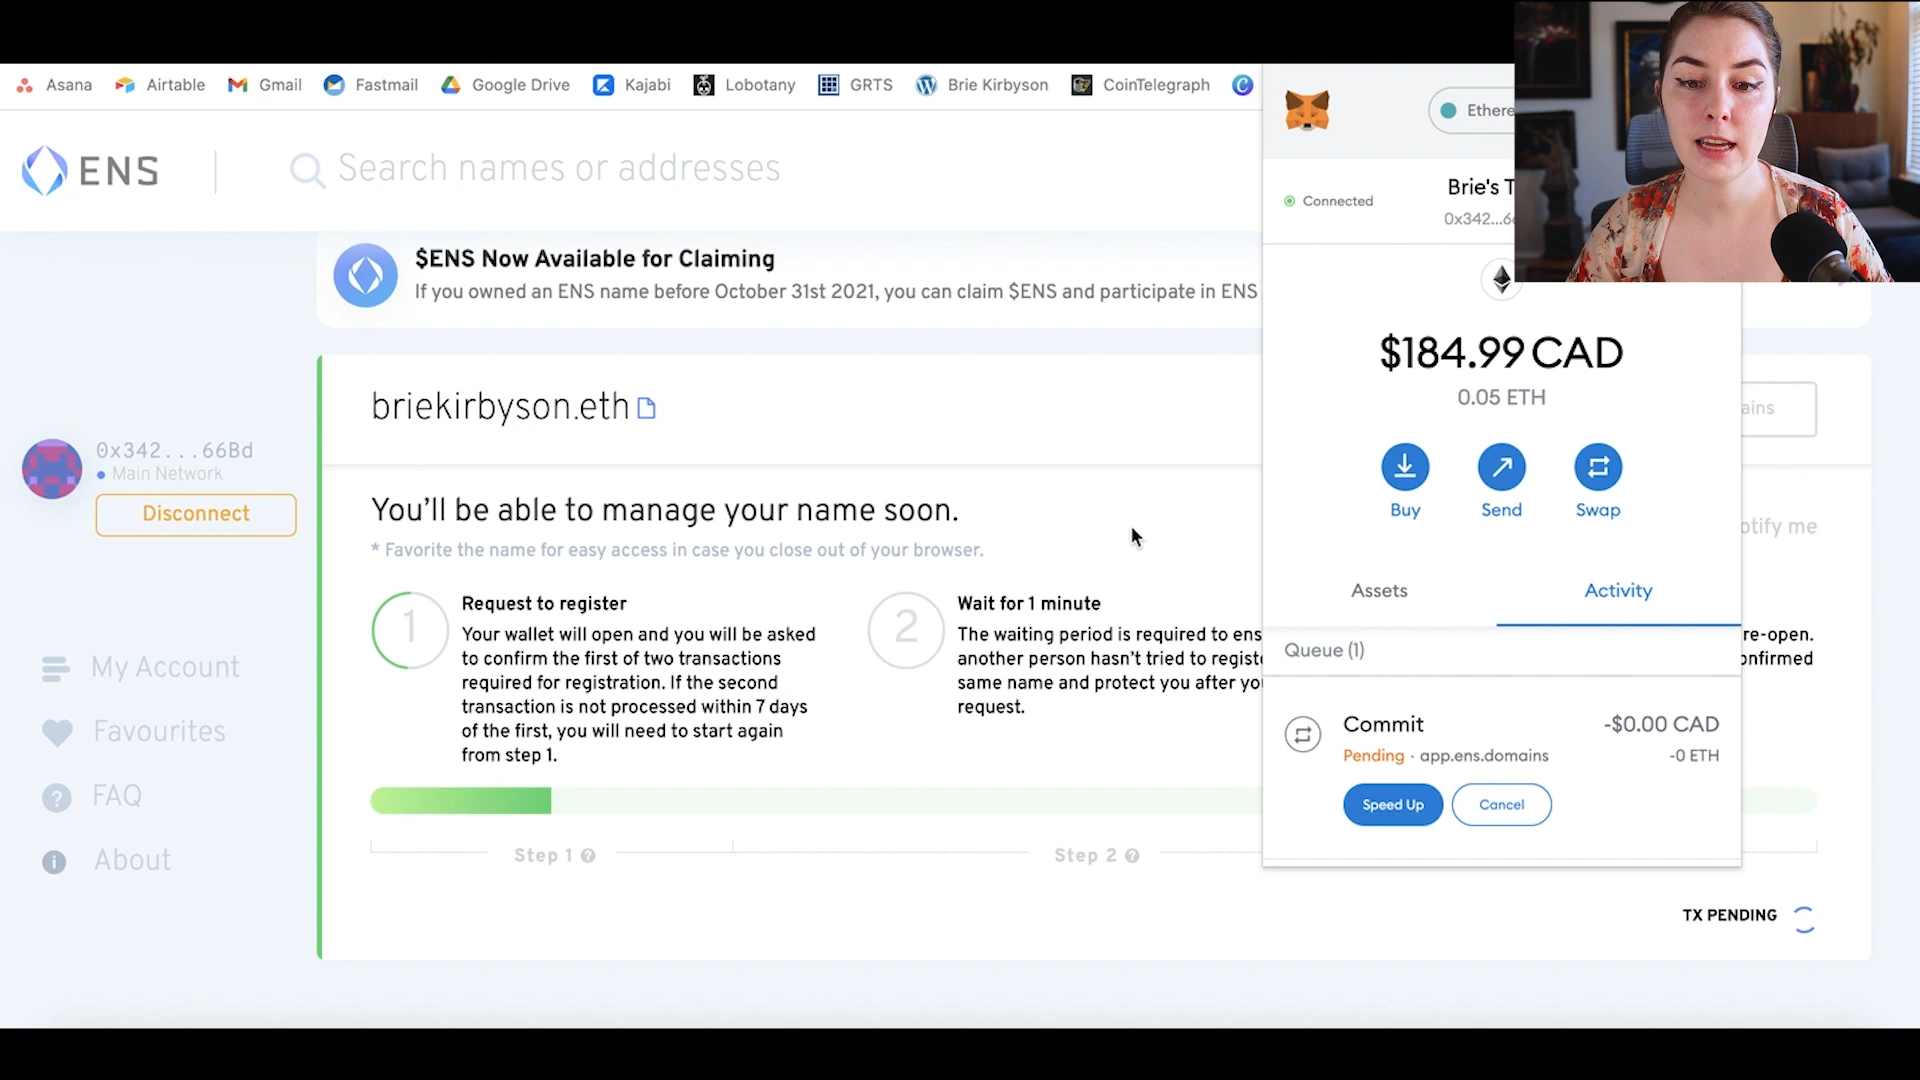 Asana
Airtable
Gmail
Fastmail
Google Drive
Kajabi
Lobotany
GRTS
Brie Kirbyson
CoinTelegraph
ENS
Search names or addresses
$ENS Now Available for Claiming
If you owned an ENS name before October 31st 2021, you can claim $ENS and participate in ENS
briekirbyson.eth
0x342...66Bd
Main Network
Disconnect
My Account
Favourites
FAQ
About
You'll be able to manage your name soon.
* Favorite the name for easy access in case you close out of your browser.
1
Request to register
Your wallet will open and you will be asked
to confirm the first of two transactions
required for registration. If the second
transaction is not processed within 7 days
of the first, you will need to start again
from step 1.
2
Wait for 1 minute
The waiting period is required to ens
another person hasn't tried to registe
same name and protect you after yo
request.
re-open.
onfirmed
ains
otify me
Step 1
Step 2
TX PENDING
Ethere
Connected
Brie's T
0x342...6
$184.99 CAD
0.05 ETH
Buy
Send
Swap
Assets
Activity
Queue (1)
Commit
-$0.00 CAD
Pending · app.ens.domains
-0 ETH
Speed Up
Cancel